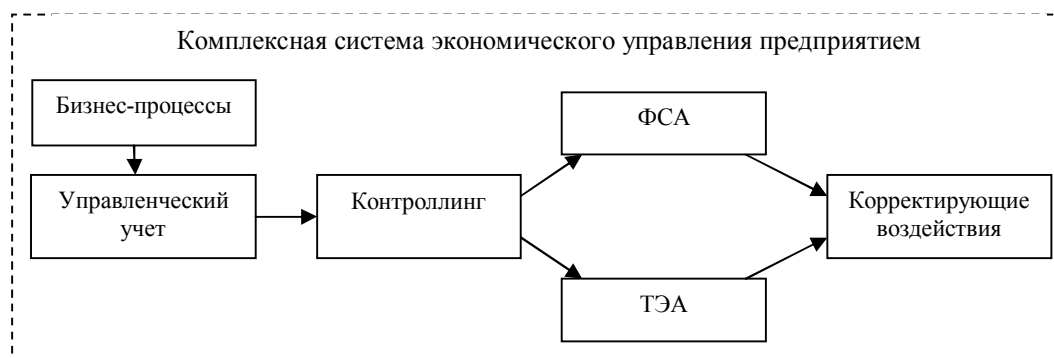 Комплексная система экономического управления предприятием
Бизнес-процессы
ФСА
Управленческий
учет
Контроллинг
Корректирующие
воздействия
ТЭА